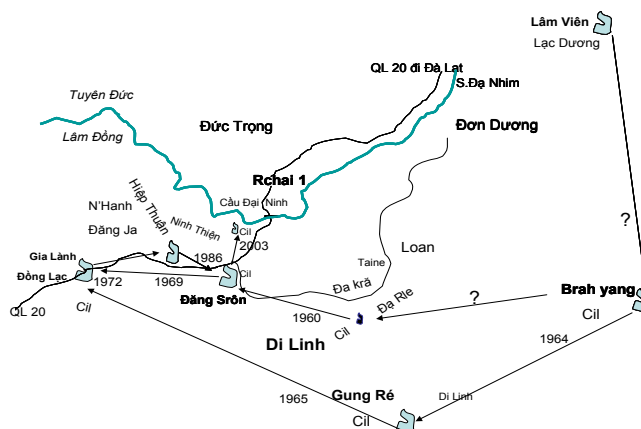 Lâm Viên
Lạc Dương
QL 20 đi Đà Lạt
S.Đạ Nhim
Tuyên Đức
Lâm Đồng
Đức Trọng
Đơn Dương
Rchai 1
Cầu Đại Ninh
N'Hanh
Đăng Ja
Hiệp Thuận
Ninh Thiện
Cil
2003
Loan
Taine
?
Gia Lành
Đồng Lạc
1986
Cil
1972
1969
Đăng Srôn
Đa kră
Đạ Rle
?
Brah yang
Cil
QL 20
Cil
1960
Cil
Di Linh
1964
Gung Ré
Di Linh
1965
Cil